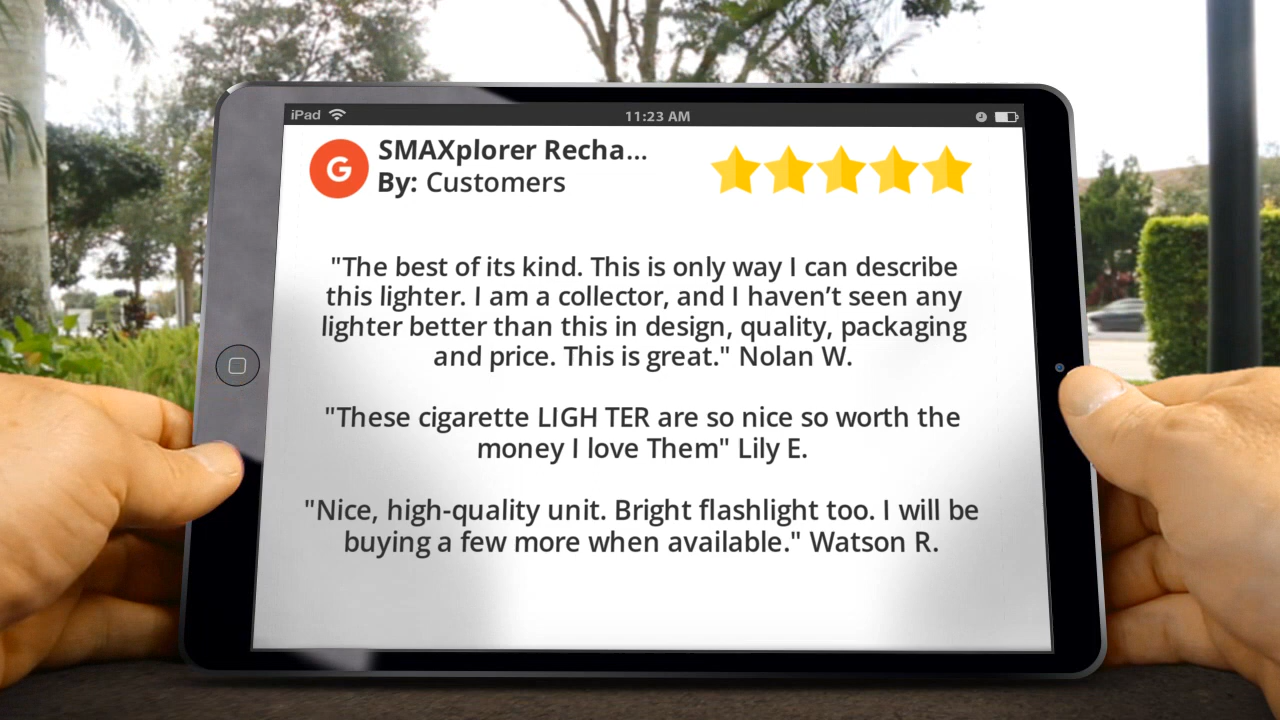 iPad 11:23 AM
G
SMAXplorer Recha...
By: Customers
"The best of its kind. This is only way I can describe
this lighter. I am a collector, and I haven’t seen any
lighter better than this in design, quality, packaging
and price. This is great." Nolan W.
"These cigarette LIGH TER are so nice so worth the
money I love Them" Lily E.
"Nice, high-quality unit. Bright flashlight too. I will be
buying a few more when available." Watson R.